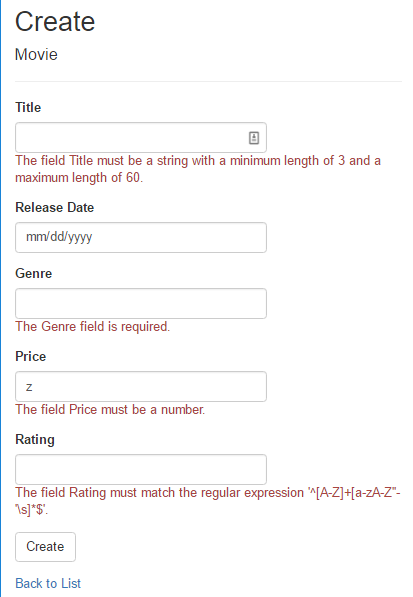 Create
Movie
Title
The field Title must be a string with a minimum length of 3 and a
maximum length of 60.
Release Date
mm/dd/yyyy
Genre
The Genre field is required.
Price
z
The field Price must be a number.
Rating
The field Rating must match the regular expression '^[A-Z]+[a-zA-Z"-
'\s]*$'.
Create
Back to List